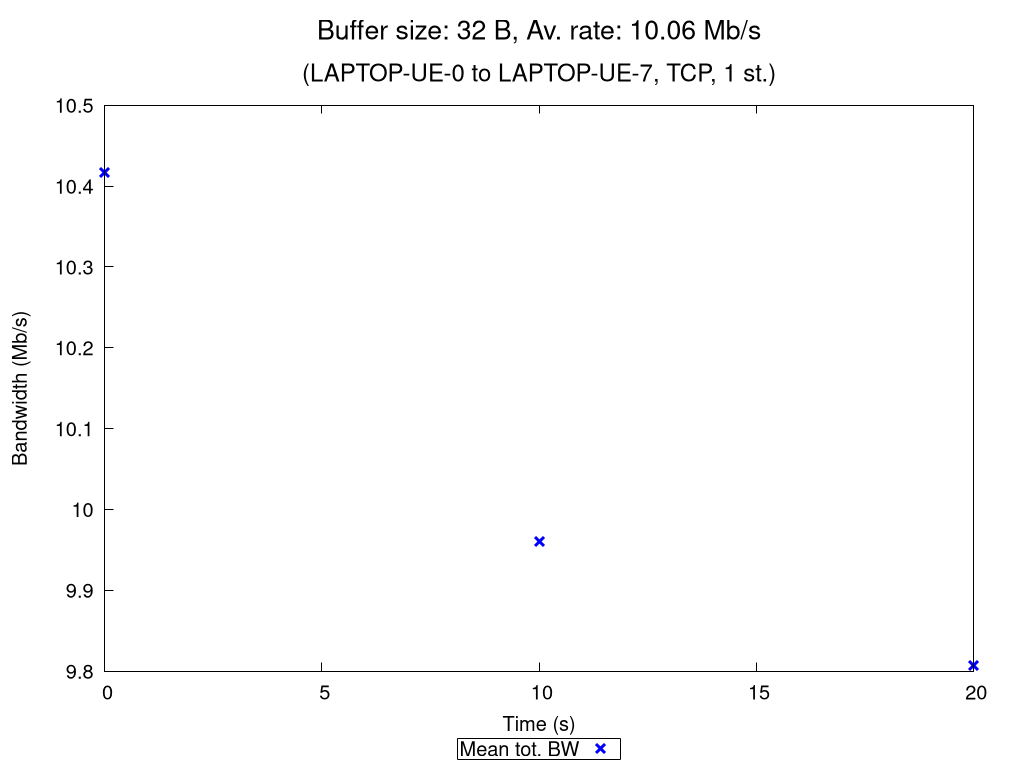 Buffer size: 32 B, Av. rate: 10.06 Mb/s
(LAPTOP-UE-0 to LAPTOP-UE-7, TCP, 1 st.)
10.5
10.4
10.3
10.2
10.1
10
9.9
9.8
Bandwidth (Mb/s)
0 5 10 15 20
Time (s)
Mean tot. BW